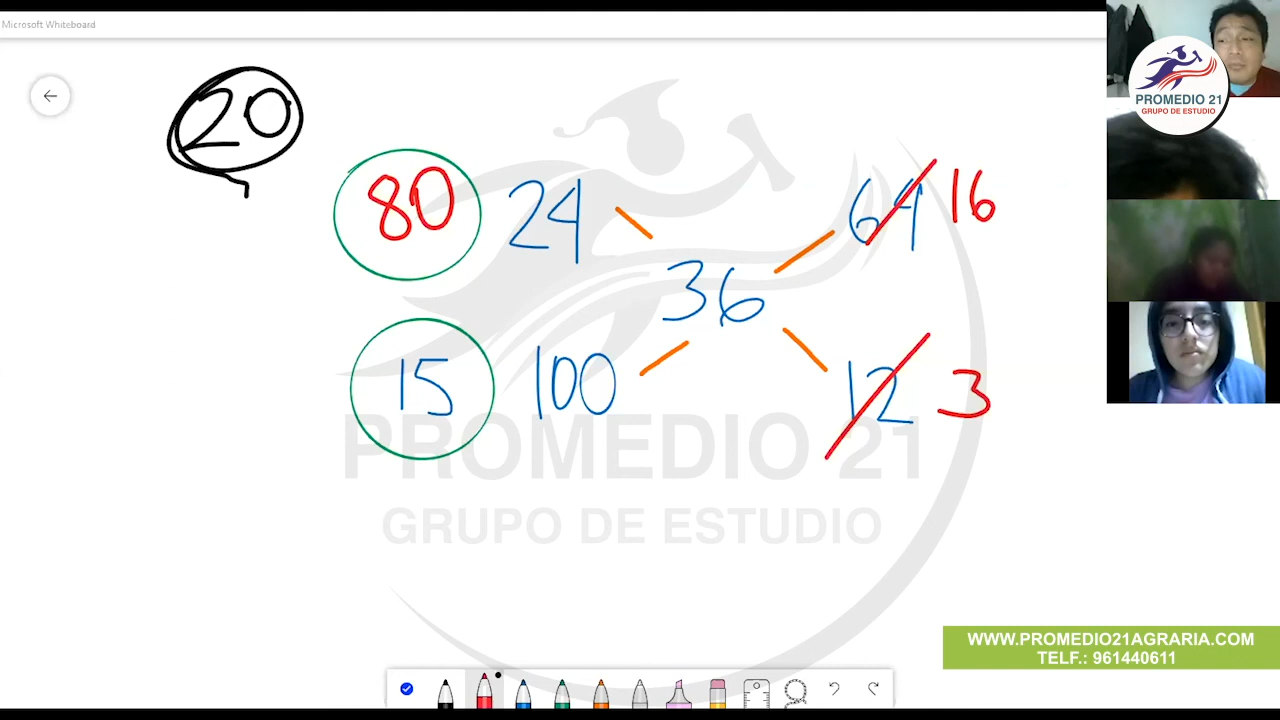 Microsoft Whiteboard
20
80 24 64 16
36
15 100 12 3
PROMEDIO 21
GRUPO DE ESTUDIO
PROMEDIO 21
GRUPO DE ESTUDIO
WWW.PROMEDIO21AGRARIA.COM
TELF.: 961440611